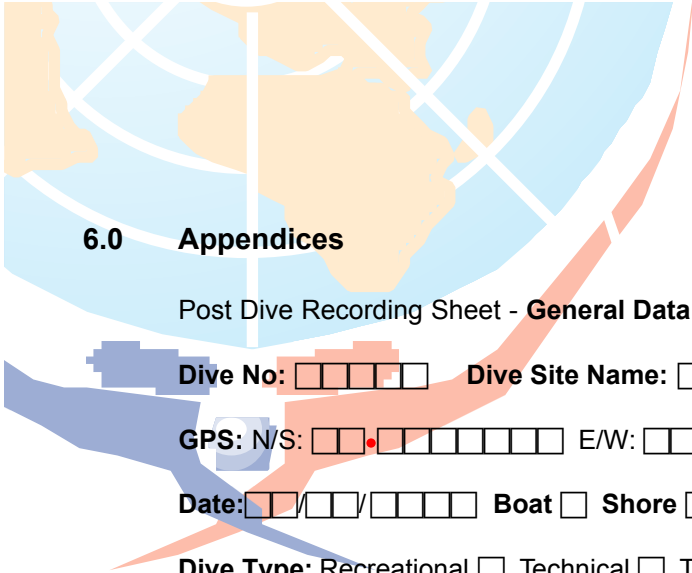 6.0 Appendices
Post Dive Recording Sheet - General Data
Dive No: □□□□□ Dive Site Name: □
GPS: N/S: □□•□□□□□□□ E/W: □□
Date:□□/□□/□□□□ Boat □ Shore □
Dive Type: Recreational □ Technical □ T